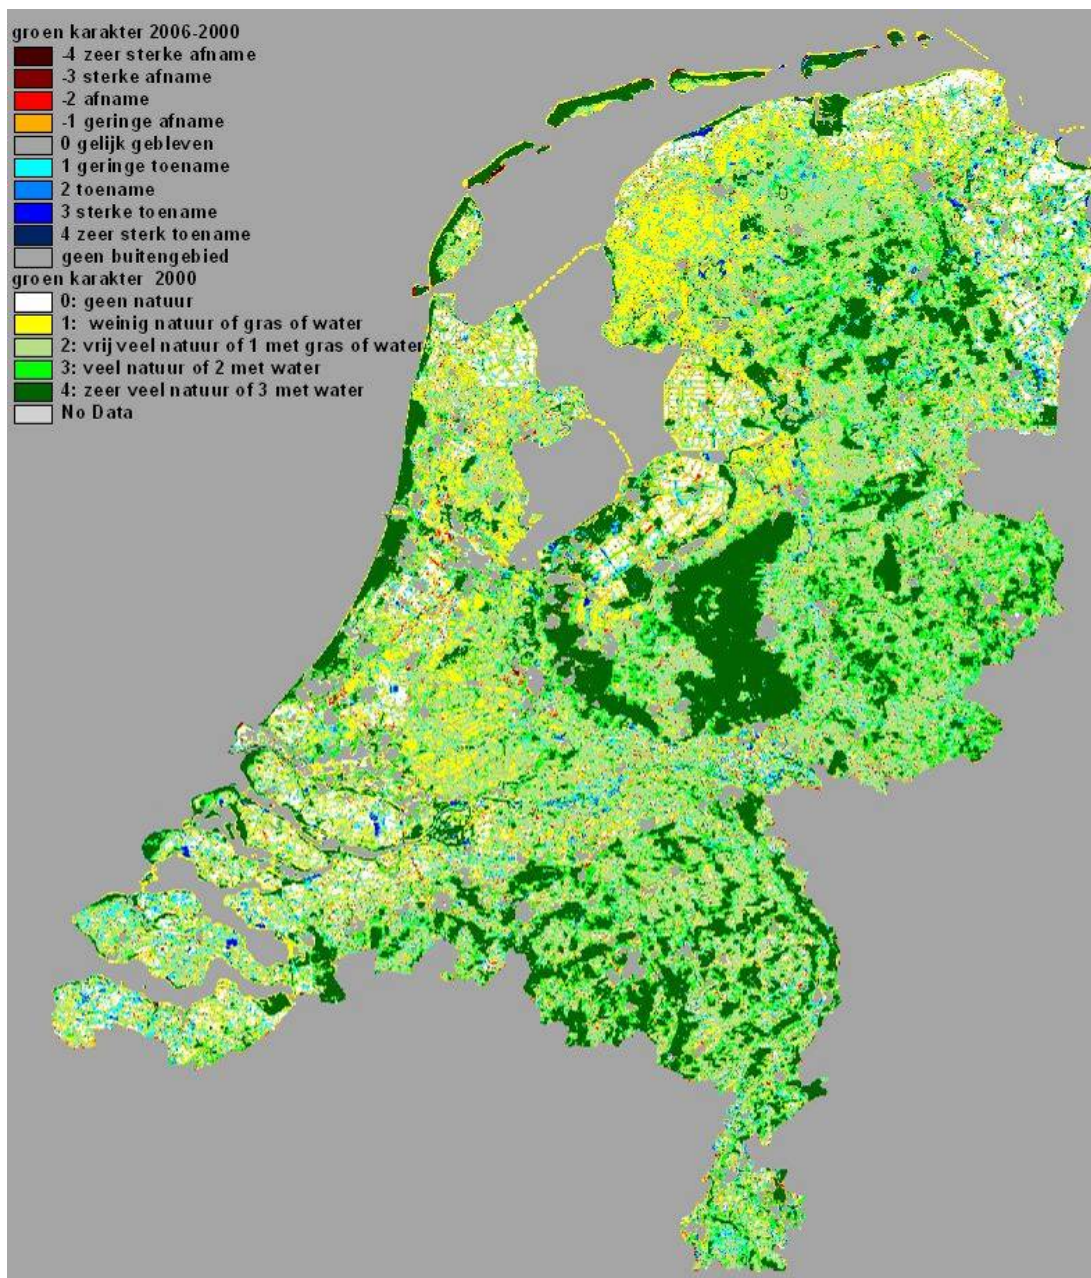 groen karakter 2006-2000
-4 zeer sterke afname
-3 sterke afname
-2 afname
-1 geringe afname
0 gelijk gebleven
1 geringe toename
2 toename
3 sterke toename
4 zeer sterk toename
geen buitengebied
groen karakter 2000
0: geen natuur
1: weinig natuur of gras of water
2: vrij veel natuur of 1 met gras of water
3: veel natuur of 2 met water
4: zeer veel natuur of 3 met water
No Data